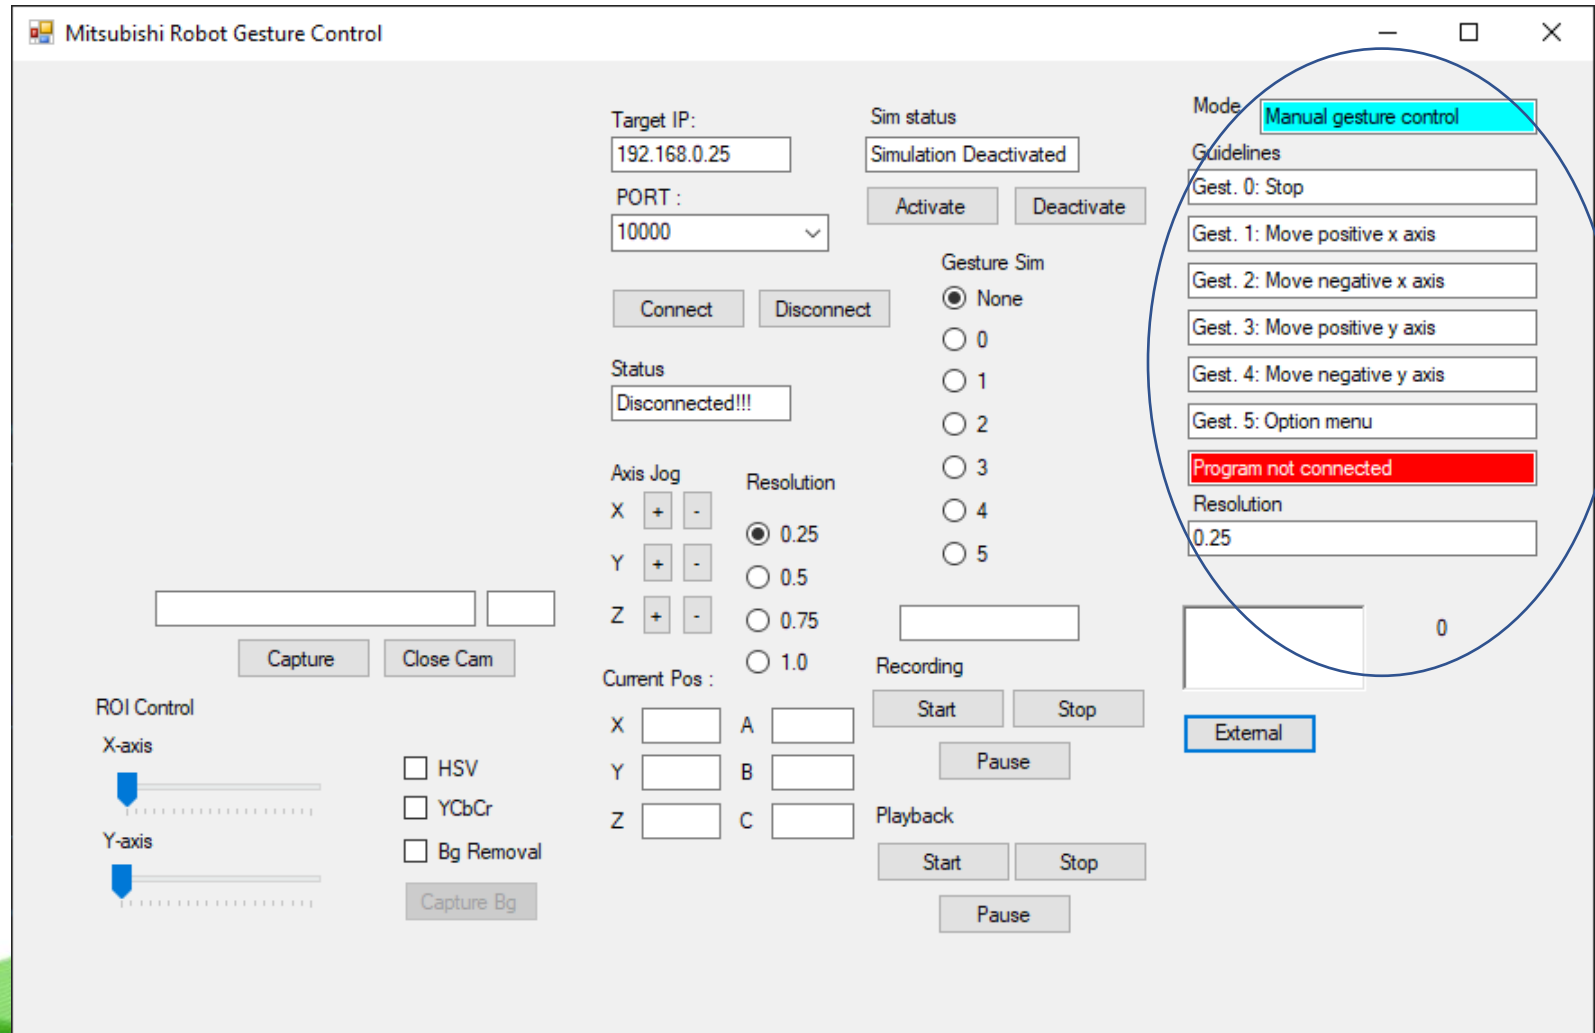 Mitsubishi Robot Gesture Control
Target IP:
192.168.0.25
PORT :
10000
Connect
Disconnect
Status
Disconnected!!!
Sim status
Simulation Deactivated
Activate
Deactivate
Gesture Sim
None
0
1
2
3
4
5
Mode
Manual gesture control
Guidelines
Gest. 0: Stop
Gest. 1: Move positive x axis
Gest. 2: Move negative x axis
Gest. 3: Move positive y axis
Gest. 4: Move negative y axis
Gest. 5: Option menu
Program not connected
Resolution
0.25
0
External
Axis Jog
X + -
Y + -
Z + -
Resolution
0.25
0.5
0.75
1.0
Capture
Close Cam
ROI Control
X-axis
Y-axis
HSV
YCbCr
Bg Removal
Capture Bg
Current Pos :
X A
Y B
Z C
Recording
Start
Stop
Pause
Playback
Start
Stop
Pause